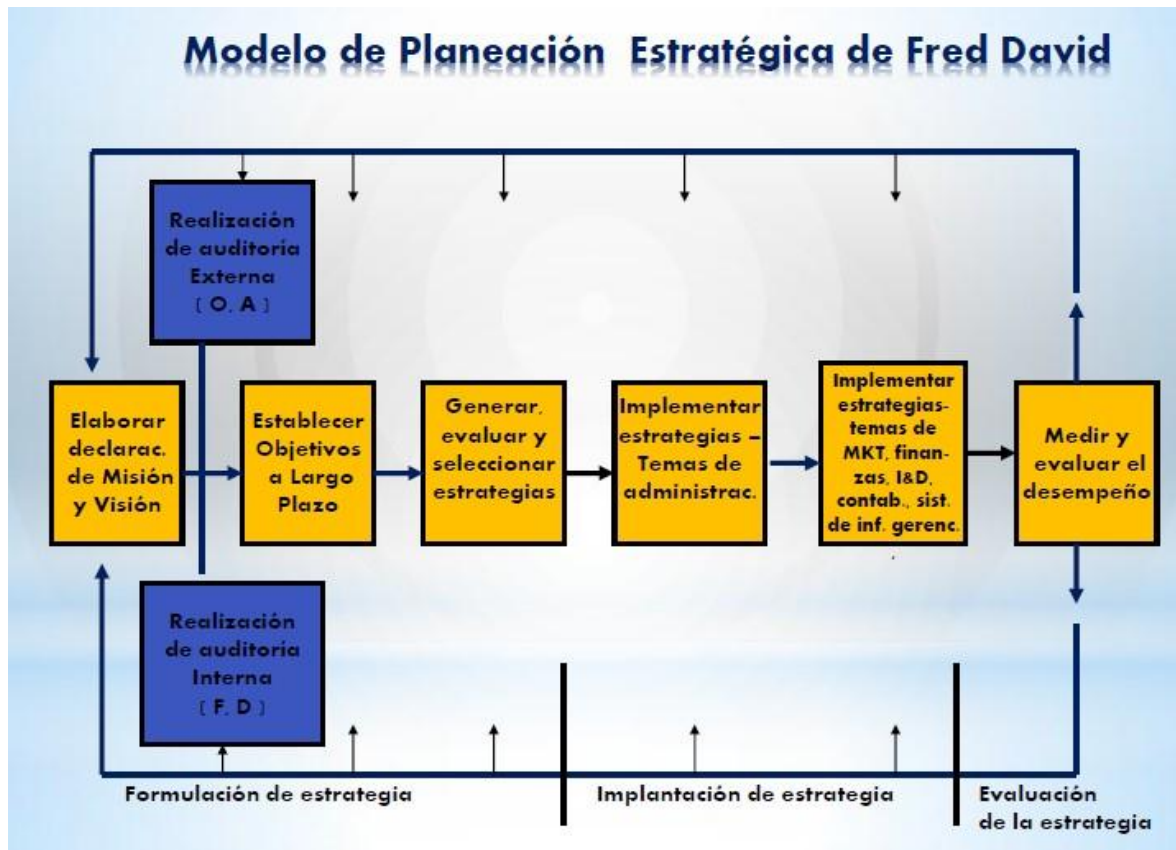 Modelo de Planeación Estratégica de Fred David
Realización
de auditoría
Externa
( O, A )
Elaborar
declarac.
de Misión
y Visión
Establecer
Objetivos
a Largo
Plazo
Generar,
evaluar y
seleccionar
estrategias
Implementar
estrategias –
Temas de
administrac.
Implementar
estrategias-
temas de
MKT, finan-
zas, I&D,
contab., sist.
de inf. gerenc.
.
Medir y
evaluar el
desempeño
Realización
de auditoría
Interna
( F, D )
Formulación de estrategia
Implantación de estrategia
Evaluación
de la estrategia